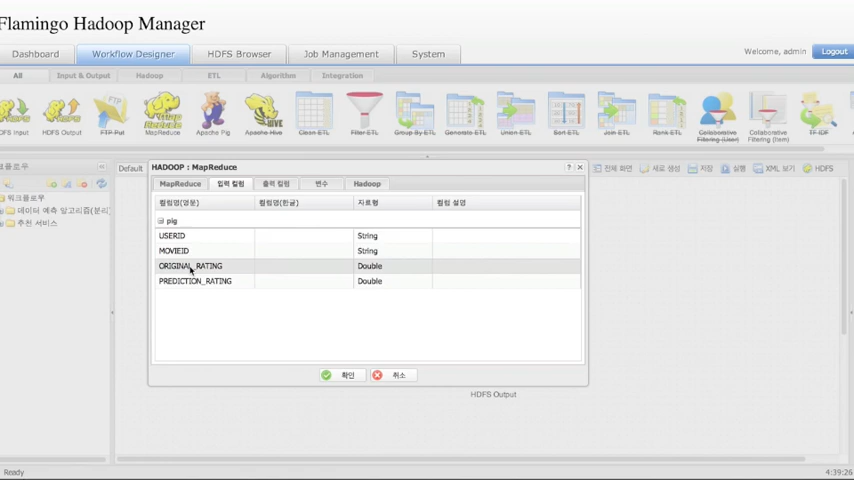 Flamingo Hadoop Manager
Dashboard Workflow Designer HDFS Browser Job Management System Welcome, admin Logout
All Input & Output Hadoop ETL Algorithm Integration
HDFS Output FTP Put MapReduce Apache Pig Apache Hive Clean ETL Filter ETL Group By ETL Generate ETL Union ETL Sort ETL Join ETL Rank ETL Collaborative Filtering (User) Collaborative Filtering (Item) TF-IDF
Default HADOOP : MapReduce 전체 화면 새로 생성 저장 실행 XML 보기 HDFS
MapReduce 입력 컬럼 출력 컬럼 변수 Hadoop
워크플로우
컬럼명(영문) 컬럼명(한글) 자료형 컬럼 설명
데이터 예측 알고리즘(분리
추천 서비스
pig
USERID String
MOVIEID String
ORIGINAL_RATING Double
PREDICTION_RATING Double
확인 취소
HDFS Output
Ready 4:39:26